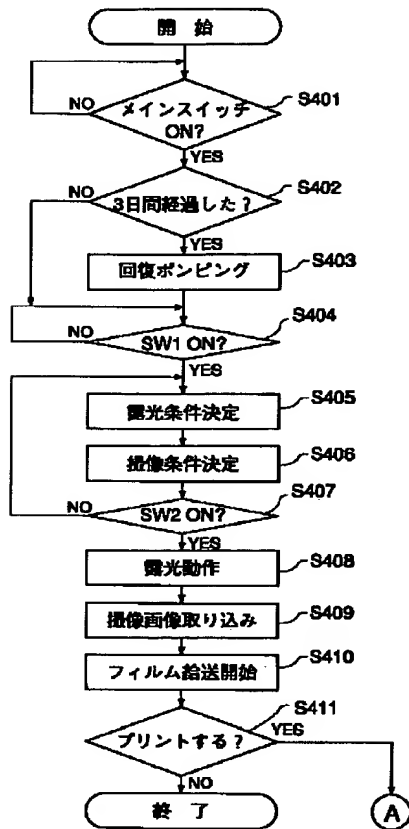 開 始
NO
メインスイッチ
ON?
S401
YES
NO
3日間経過した?
S402
YES
回復ポンピング
S403
NO
SW1 ON?
S404
YES
露光条件決定
S405
撮像条件決定
S406
NO
SW2 ON?
S407
YES
露光動作
S408
撮像画像取り込み
S409
フィルム給送開始
S410
プリントする?
S411
YES
NO
終 了
A